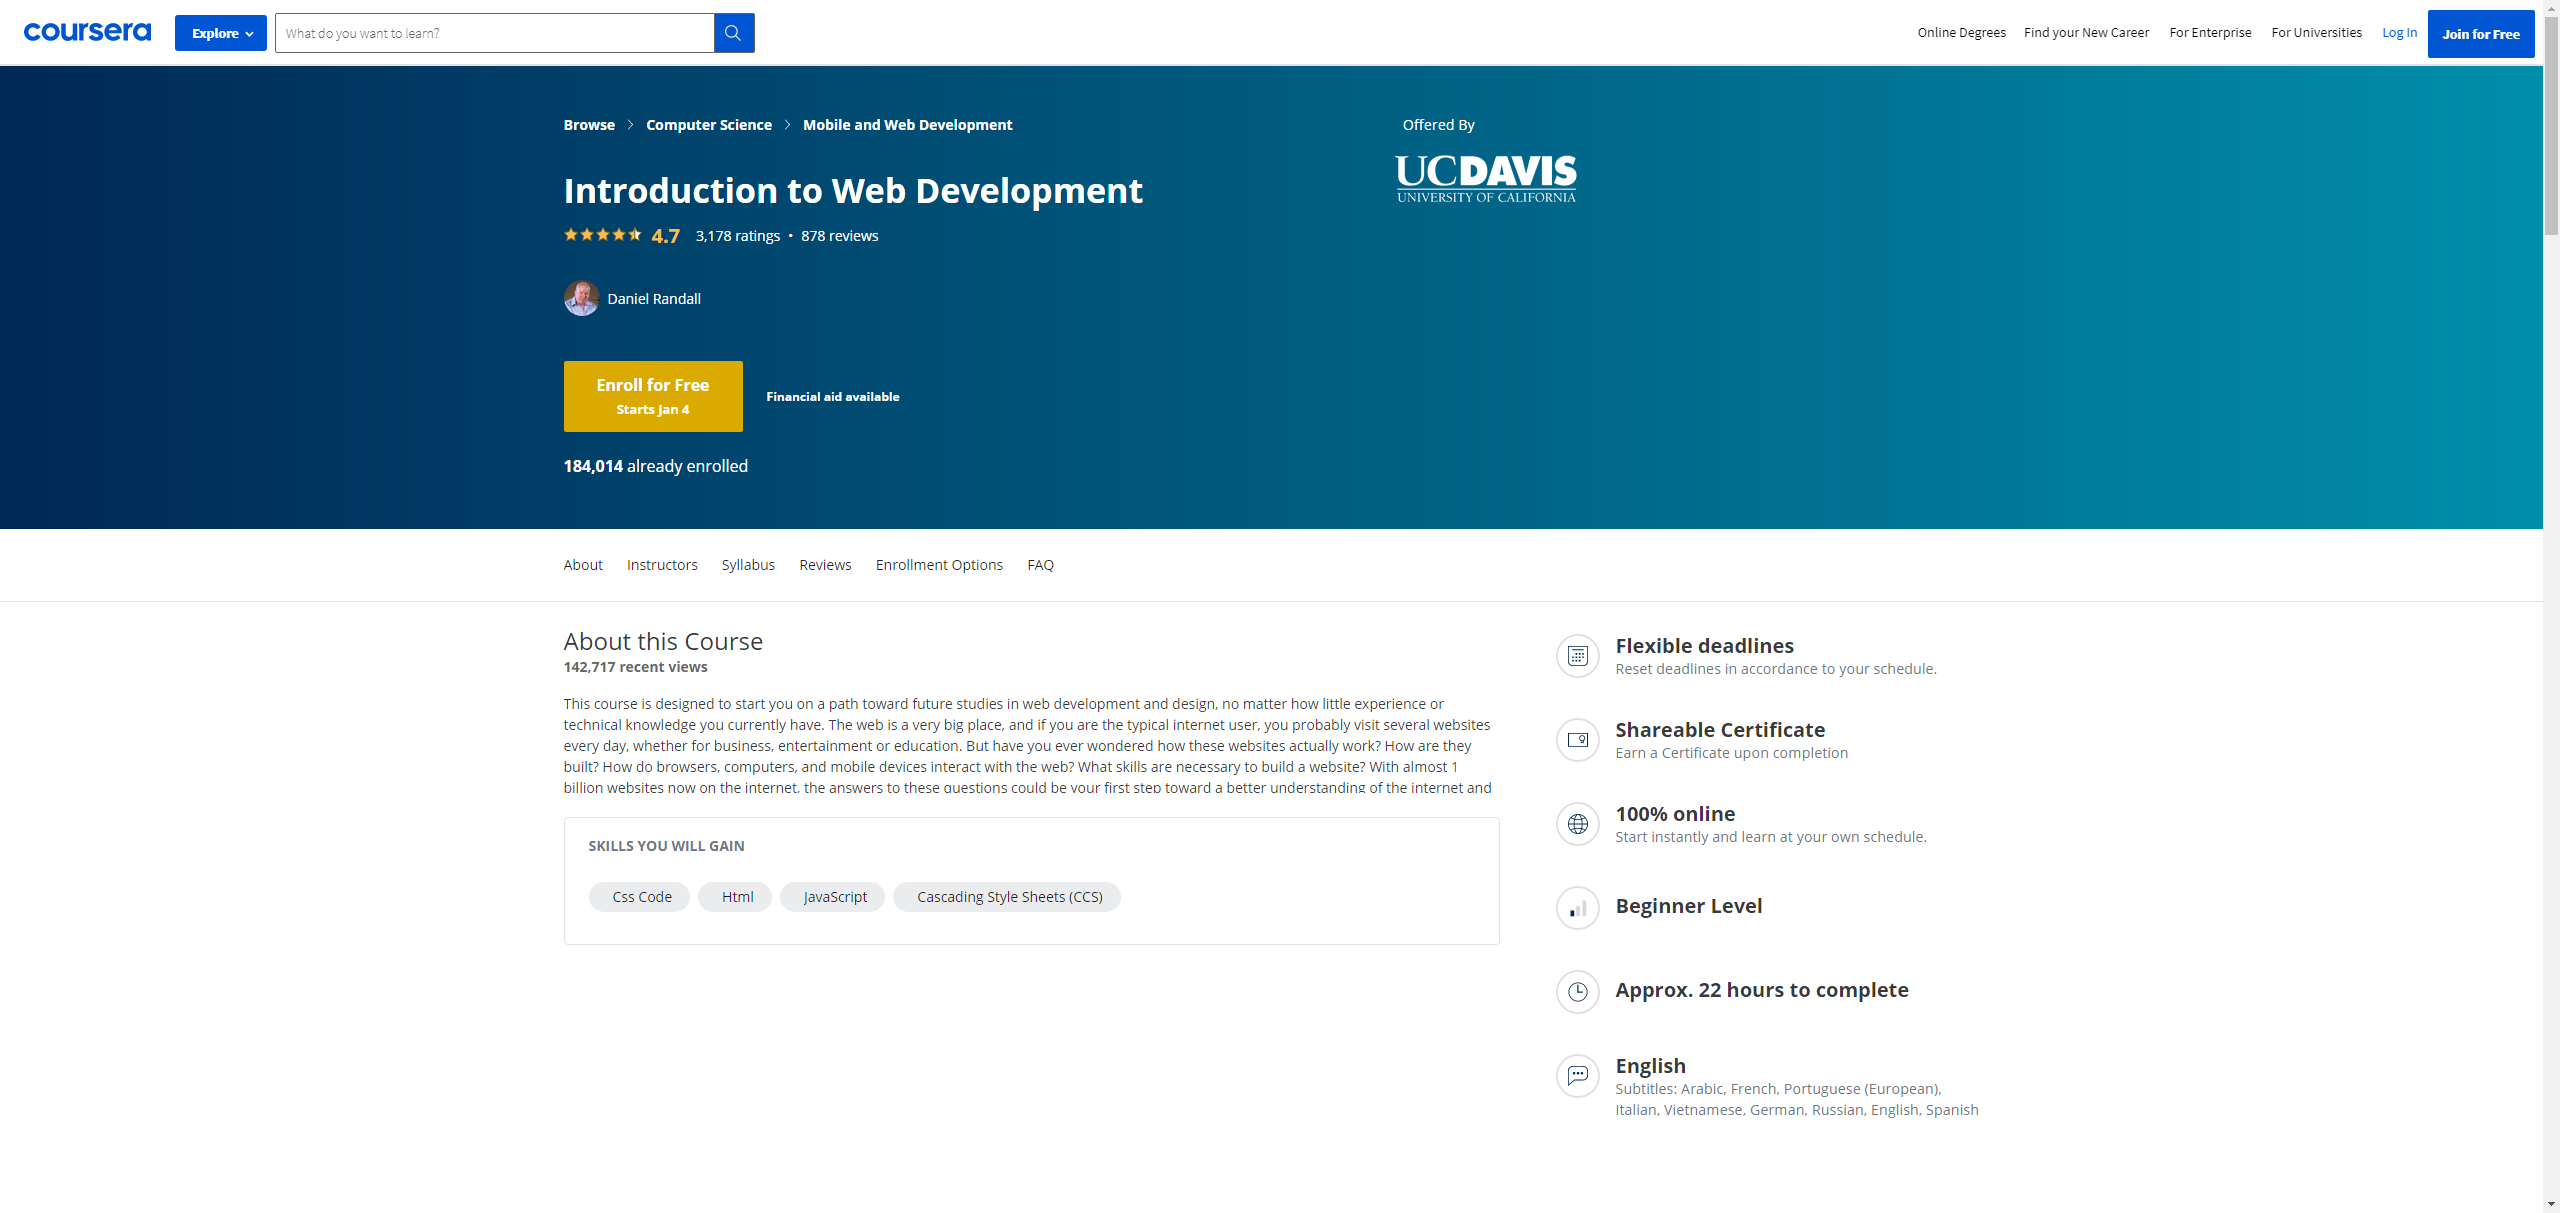 coursera
Explore
What do you want to learn?
Online Degrees
Find your New Career
For Enterprise
For Universities
Log In
Join for Free
Browse
Computer Science
Mobile and Web Development
Offered By
UCDAVIS
UNIVERSITY OF CALIFORNIA
Introduction to Web Development
4.7
3,178 ratings • 878 reviews
Daniel Randall
Enroll for Free
Starts Jan 4
Financial aid available
184,014 already enrolled
About
Instructors
Syllabus
Reviews
Enrollment Options
FAQ
About this Course
142,717 recent views
This course is designed to start you on a path toward future studies in web development and design, no matter how little experience or
technical knowledge you currently have. The web is a very big place, and if you are the typical internet user, you probably visit several websites
every day, whether for business, entertainment or education. But have you ever wondered how these websites actually work? How are they
built? How do browsers, computers, and mobile devices interact with the web? What skills are necessary to build a website? With almost 1
billion websites now on the internet, the answers to these questions could be your first step toward a better understanding of the internet and
SKILLS YOU WILL GAIN
Css Code
Html
JavaScript
Cascading Style Sheets (CCS)
Flexible deadlines
Reset deadlines in accordance to your schedule.
Shareable Certificate
Earn a Certificate upon completion
100% online
Start instantly and learn at your own schedule.
Beginner Level
Approx. 22 hours to complete
English
Subtitles: Arabic, French, Portuguese (European),
Italian, Vietnamese, German, Russian, English, Spanish